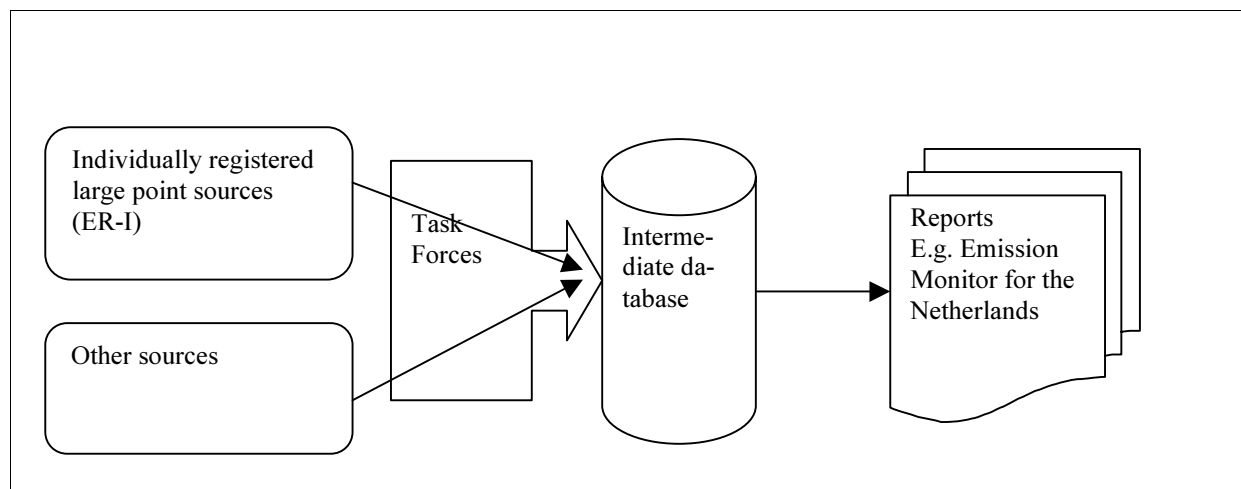 Individually registered
large point sources
(ER-I)
Other sources
Task
Forces
Interme-
diate da-
tabase
Reports
E.g. Emission
Monitor for the
Netherlands